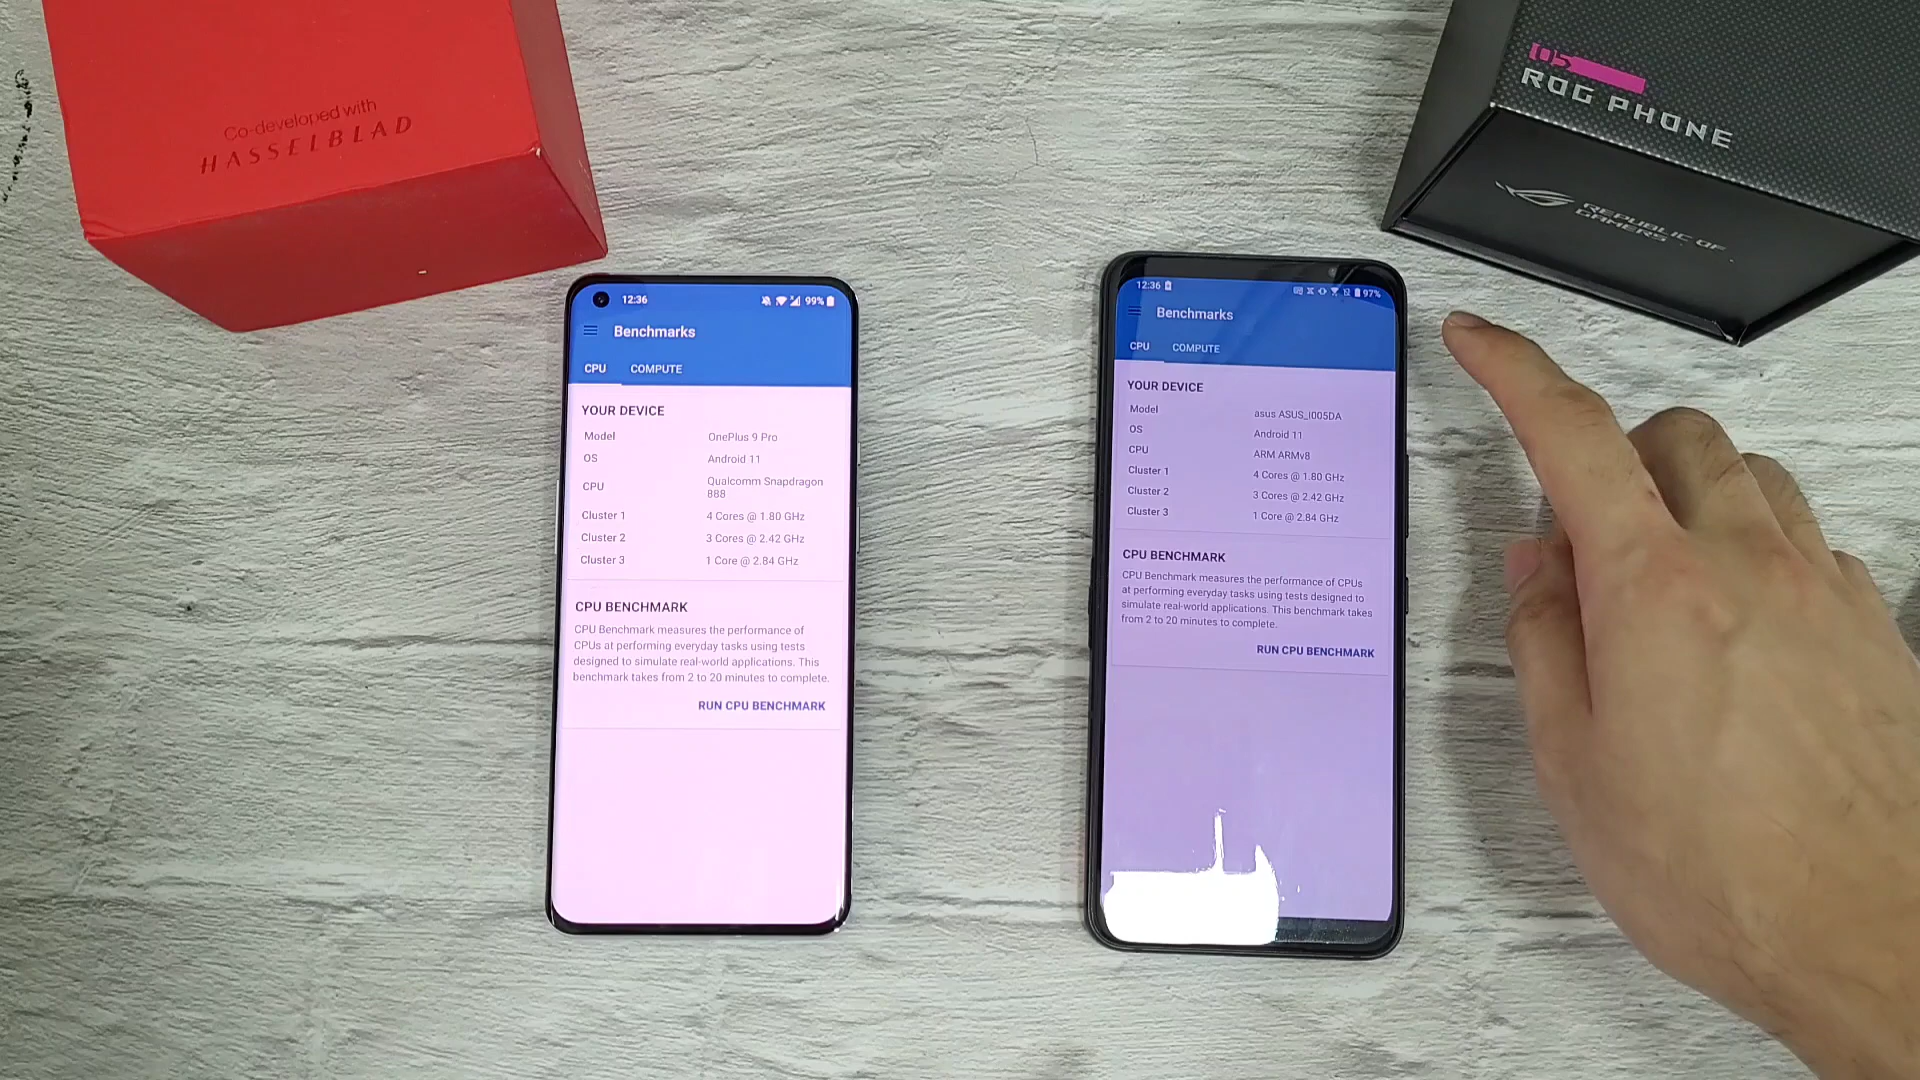 Co-developed with
HASSELBLAD
05
ROG PHONE
REPUBLIC OF
GAMERS
12:36
99%
Benchmarks
CPU COMPUTE
YOUR DEVICE
Model OnePlus 9 Pro
OS Android 11
CPU Qualcomm Snapdragon
888
Cluster 1 4 Cores @ 1.80 GHz
Cluster 2 3 Cores @ 2.42 GHz
Cluster 3 1 Core @ 2.84 GHz
CPU BENCHMARK
CPU Benchmark measures the performance of
CPUs at performing everyday tasks using tests
designed to simulate real-world applications. This
benchmark takes from 2 to 20 minutes to complete.
RUN CPU BENCHMARK
12:36
97%
Benchmarks
CPU COMPUTE
YOUR DEVICE
Model asus ASUS_I005DA
OS Android 11
CPU ARM ARMv8
Cluster 1 4 Cores @ 1.80 GHz
Cluster 2 3 Cores @ 2.42 GHz
Cluster 3 1 Core @ 2.84 GHz
CPU BENCHMARK
CPU Benchmark measures the performance of CPUs
at performing everyday tasks using tests designed to
simulate real-world applications. This benchmark takes
from 2 to 20 minutes to complete.
RUN CPU BENCHMARK